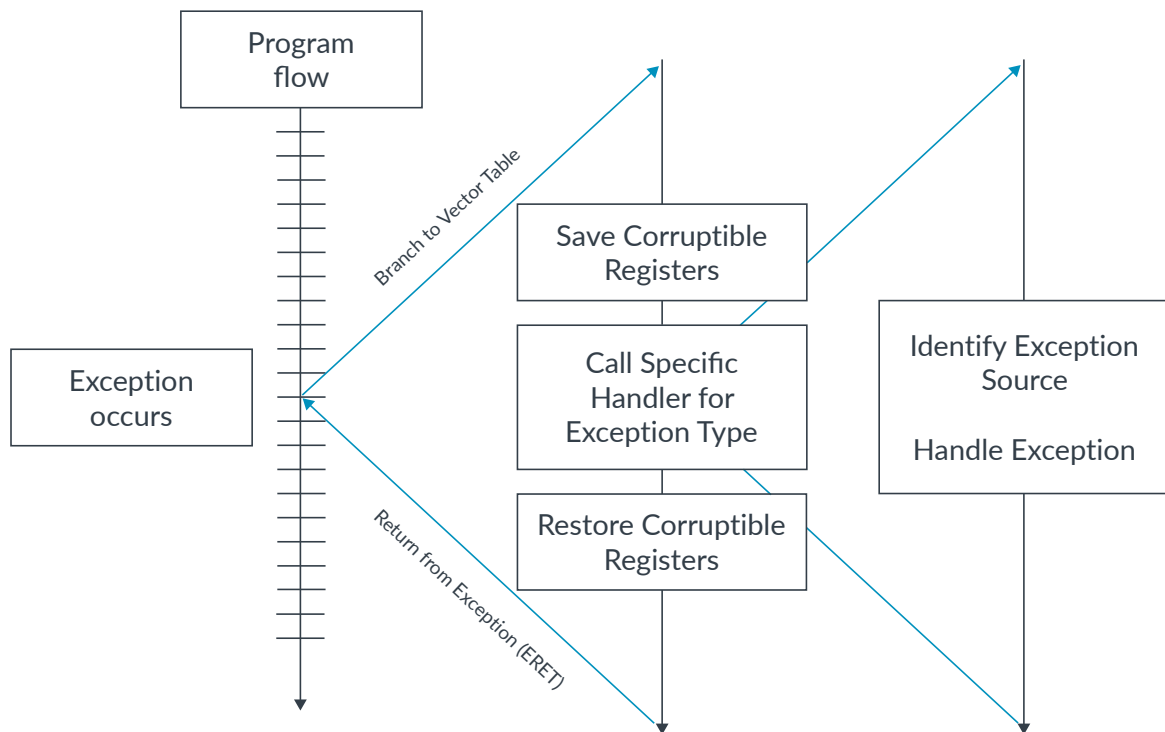 Program
flow
Branch to Vector Table
Save Corruptible
Registers
Exception
occurs
Call Specific
Handler for
Exception Type
Identify Exception
Source
Handle Exception
Restore Corruptible
Registers
Return from Exception (ERET)